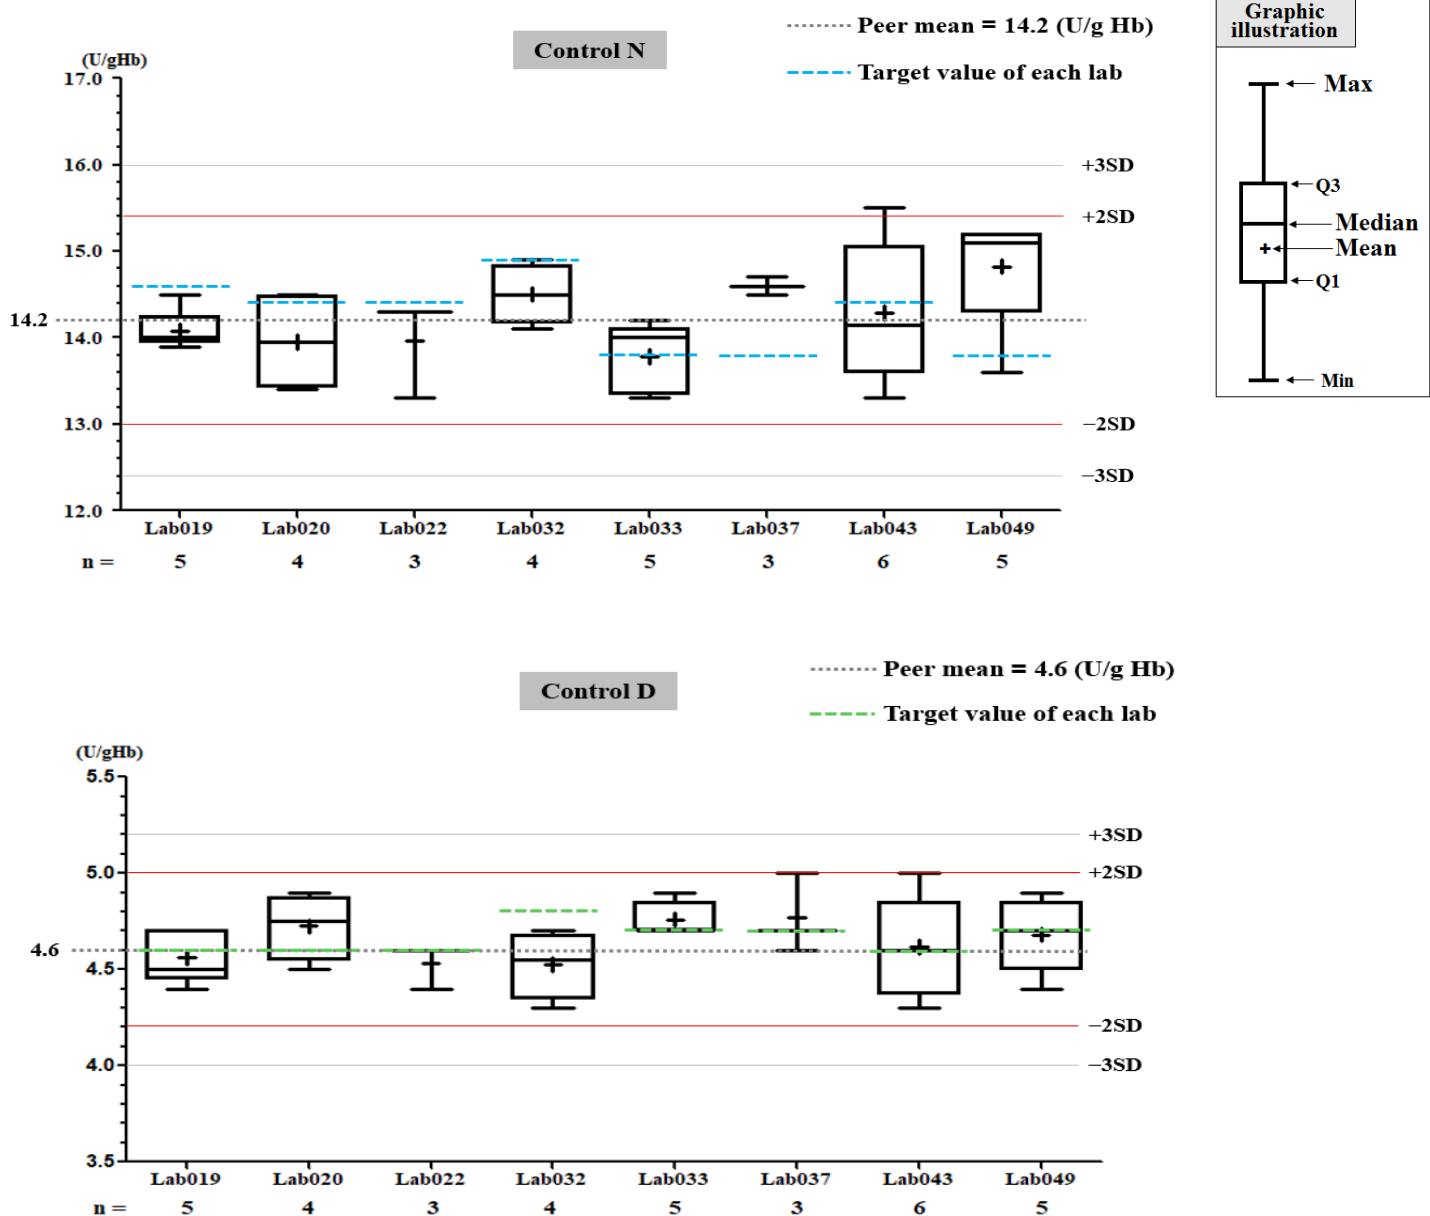 Peer mean = 14.2 (U/g Hb)
Control N
Target value of each lab
Graphic
illustration
Max
Q3
Median
Mean
Q1
Min
(U/gHb)
17.0
16.0
15.0
14.2
14.0
13.0
12.0
+3SD
+2SD
−2SD
−3SD
Lab019 Lab020 Lab022 Lab032 Lab033 Lab037 Lab043 Lab049
n = 5 4 3 4 5 3 6 5
Peer mean = 4.6 (U/g Hb)
Control D
Target value of each lab
(U/gHb)
5.5
5.0
4.6
4.5
4.0
3.5
+3SD
+2SD
−2SD
−3SD
Lab019 Lab020 Lab022 Lab032 Lab033 Lab037 Lab043 Lab049
n = 5 4 3 4 5 3 6 5